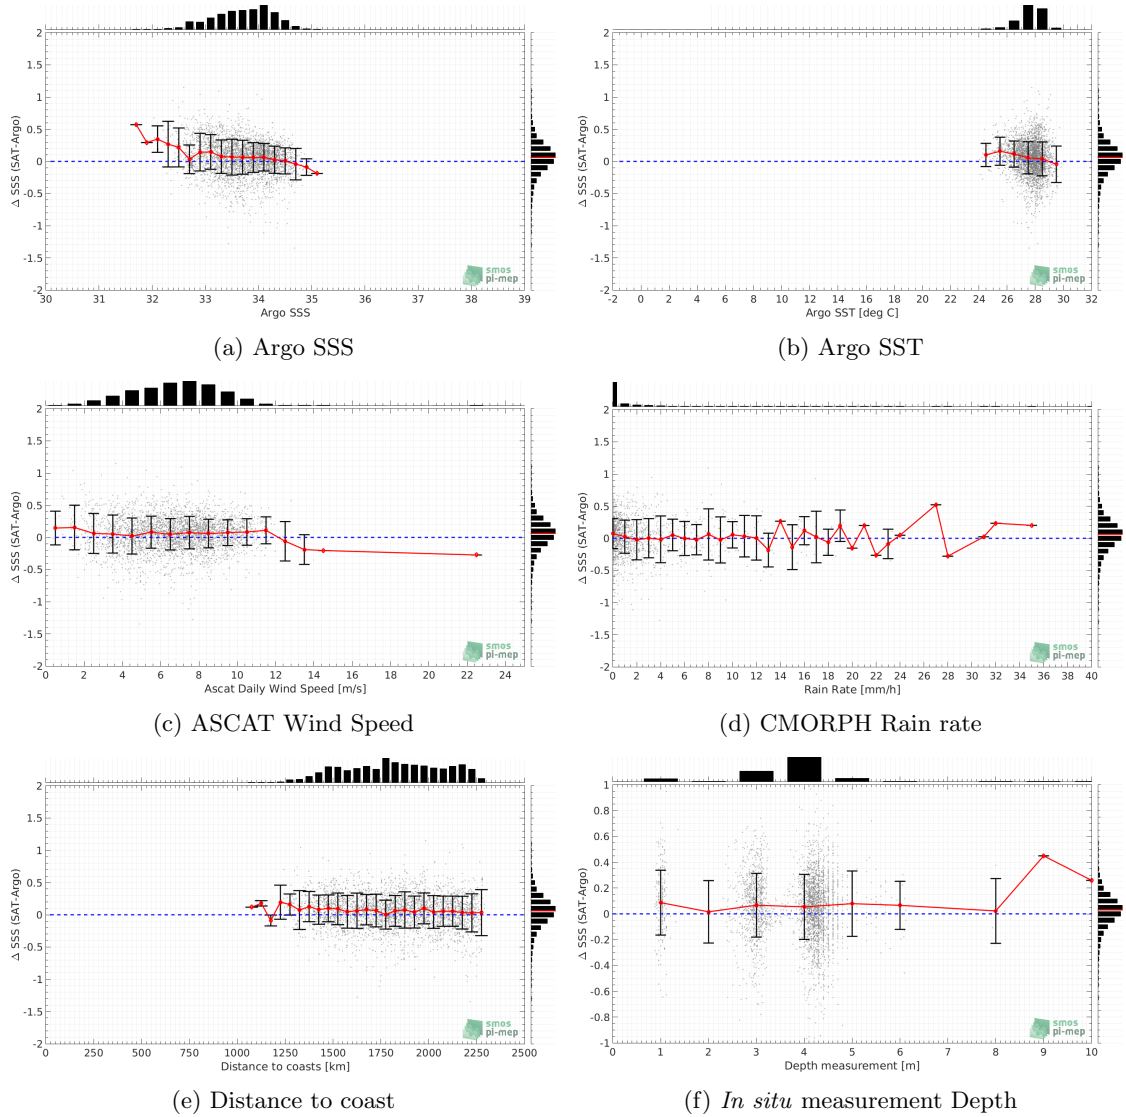 2
1.5
1
0.5
0
-0.5
-1
-1.5
-2
Δ SSS (SAT-Argo)
30 31 32 33 34 35 36 37 38 39
Argo SSS
smos
pi-mep
(a) Argo SSS
2
1.5
1
0.5
0
-0.5
-1
-1.5
-2
Δ SSS (SAT-Argo)
-2 0 2 4 6 8 10 12 14 16 18 20 22 24 26 28 30 32
Argo SST [deg C]
smos
pi-mep
(b) Argo SST
2
1.5
1
0.5
0
-0.5
-1
-1.5
-2
Δ SSS (SAT-Argo)
0 2 4 6 8 10 12 14 16 18 20 22 24
Ascat Daily Wind Speed [m/s]
smos
pi-mep
(c) ASCAT Wind Speed
2
1.5
1
0.5
0
-0.5
-1
-1.5
-2
Δ SSS (SAT-Argo)
0 2 4 6 8 10 12 14 16 18 20 22 24 26 28 30 32 34 36 38 40
Rain Rate [mm/h]
smos
pi-mep
(d) CMORPH Rain rate
2
1.5
1
0.5
0
-0.5
-1
-1.5
-2
Δ SSS (SAT-Argo)
0 250 500 750 1000 1250 1500 1750 2000 2250 2500
Distance to coasts [km]
smos
pi-mep
(e) Distance to coast
1
0.8
0.6
0.4
0.2
0
-0.2
-0.4
-0.6
-0.8
-1
Δ SSS (SAT-Argo)
0 1 2 3 4 5 6 7 8 9 10
Depth measurement [m]
smos
pi-mep
(f) In situ measurement Depth